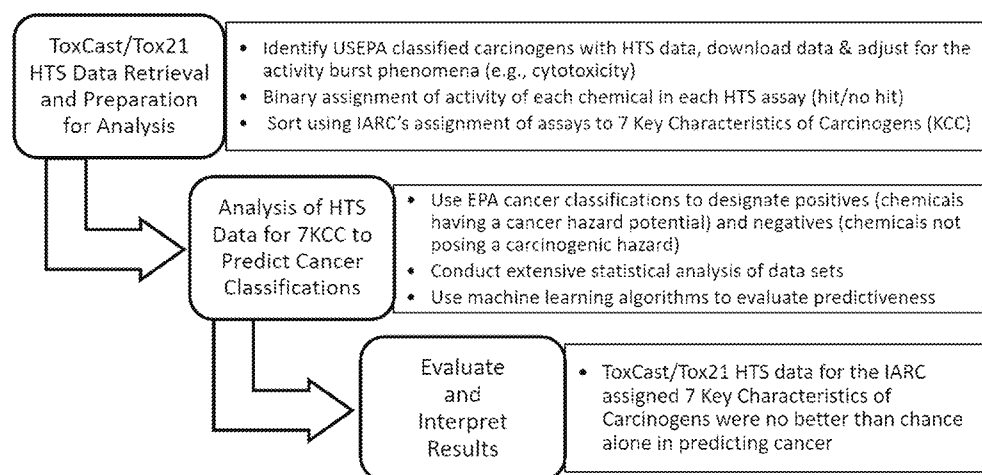 ToxCast/Tox21
HTS Data Retrieval
and Preparation
for Analysis
• Identify USEPA classified carcinogens with HTS data, download data & adjust for the
activity burst phenomena (e.g., cytotoxicity)
• Binary assignment of activity of each chemical in each HTS assay (hit/no hit)
• Sort using IARC's assignment of assays to 7 Key Characteristics of Carcinogens (KCC)
Analysis of HTS
Data for 7KCC to
Predict Cancer
Classifications
• Use EPA cancer classifications to designate positives (chemicals
having a cancer hazard potential) and negatives (chemicals not
posing a carcinogenic hazard)
• Conduct extensive statistical analysis of data sets
• Use machine learning algorithms to evaluate predictiveness
Evaluate
and
Interpret
Results
• ToxCast/Tox21 HTS data for the IARC
assigned 7 Key Characteristics of
Carcinogens were no better than chance
alone in predicting cancer